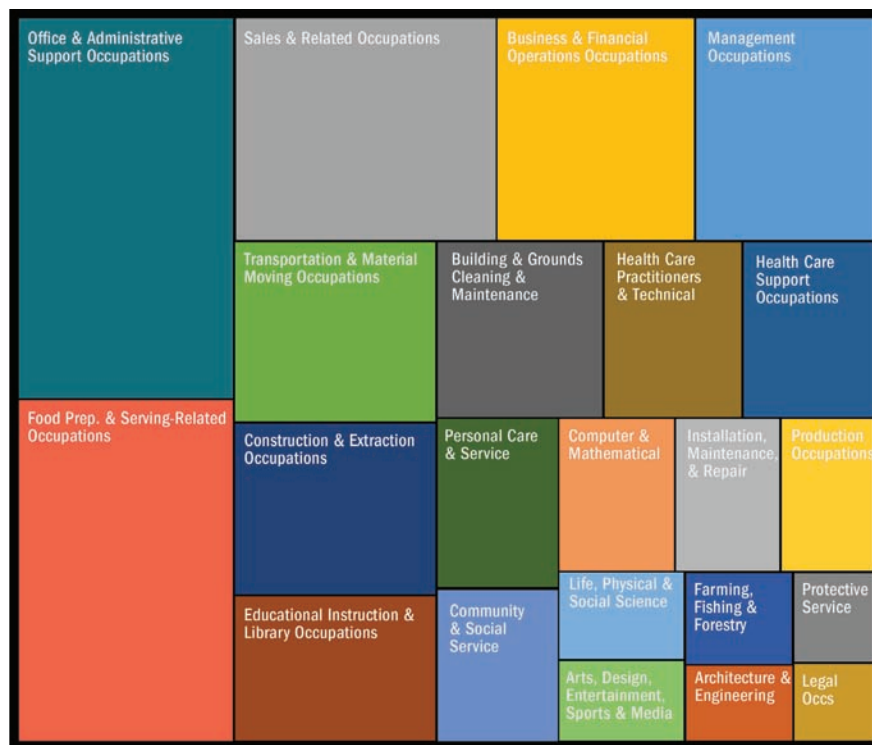 Office & Administrative
Support Occupations
Sales & Related Occupations
Business & Financial
Operations Occupations
Management
Occupations
Transportation & Material
Moving Occupations
Building & Grounds
Cleaning &
Maintenance
Health Care
Practitioners
& Technical
Health Care
Support
Occupations
Food Prep. & Serving-Related
Occupations
Construction & Extraction
Occupations
Personal Care
& Service
Computer &
Mathematical
Installation,
Maintenance,
& Repair
Production
Occupations
Educational Instruction &
Library Occupations
Community
& Social
Service
Life, Physical &
Social Science
Farming,
Fishing &
Forestry
Protective
Service
Arts, Design,
Entertainment,
Sports & Media
Architecture &
Engineering
Legal
Occs